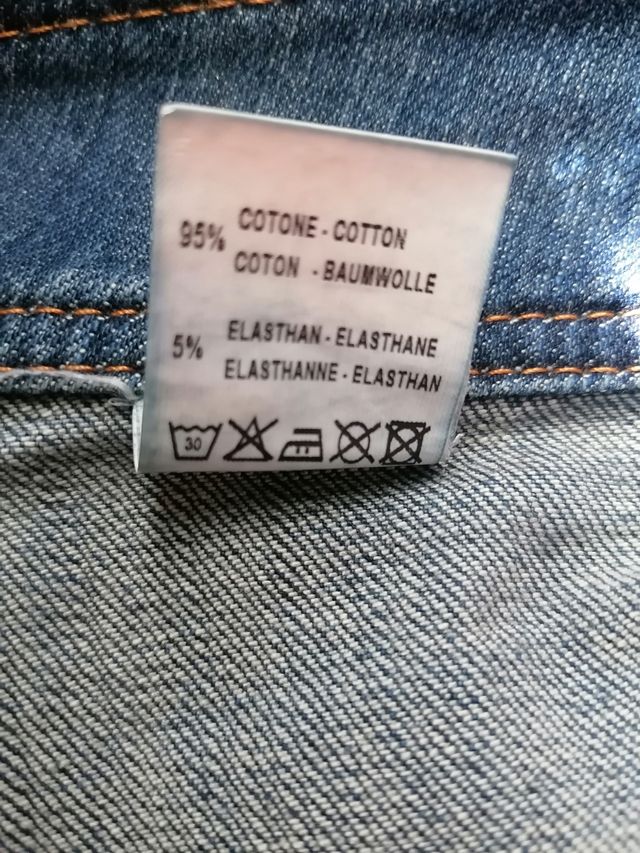 95% COTONE - COTTON
COTON - BAUMWOLLE
5% ELASTHAN - ELASTHANE
ELASTHANNE - ELASTHAN
30